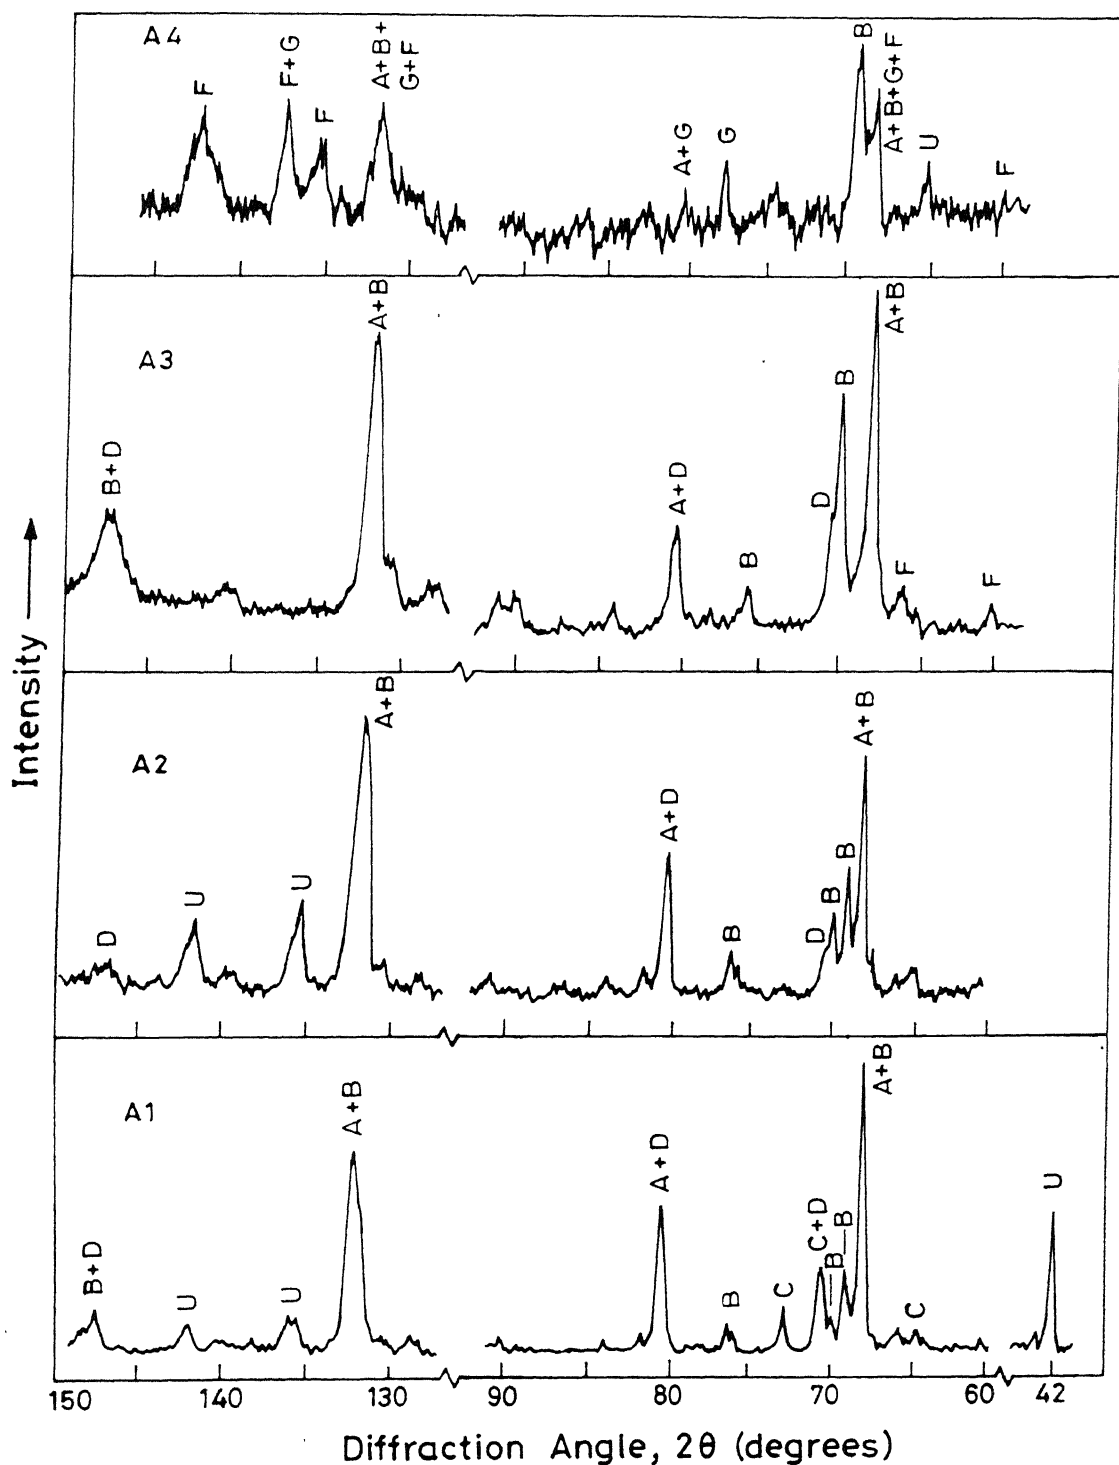 A4
F
F+G
F
A+B+
G+F
A+G
G
B
A+B+G+F
U
F
A3
B+D
A+B
A+D
B
D
B
A+B
F
F
A2
D
U
U
A+B
A+D
B
D
B
B
A+B
A1
B+D
U
U
A+B
A+D
B
C
C+D
B
B
A+B
C
U
Intensity
150 140 130 90 80 70 60 42
Diffraction Angle, 2θ (degrees)